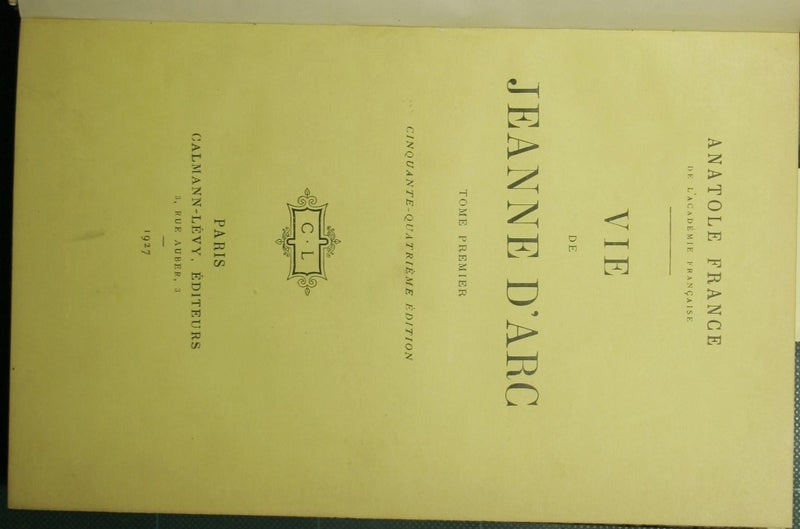 ANATOLE FRANCE
DE L'ACADÉMIE FRANÇAISE
VIE
DE
JEANNE D'ARC
TOME PREMIER
CINQUANTE-QUATRIÈME ÉDITION
C·L
PARIS
CALMANN-LÉVY, ÉDITEURS
3, RUE AUBER, 3
1927